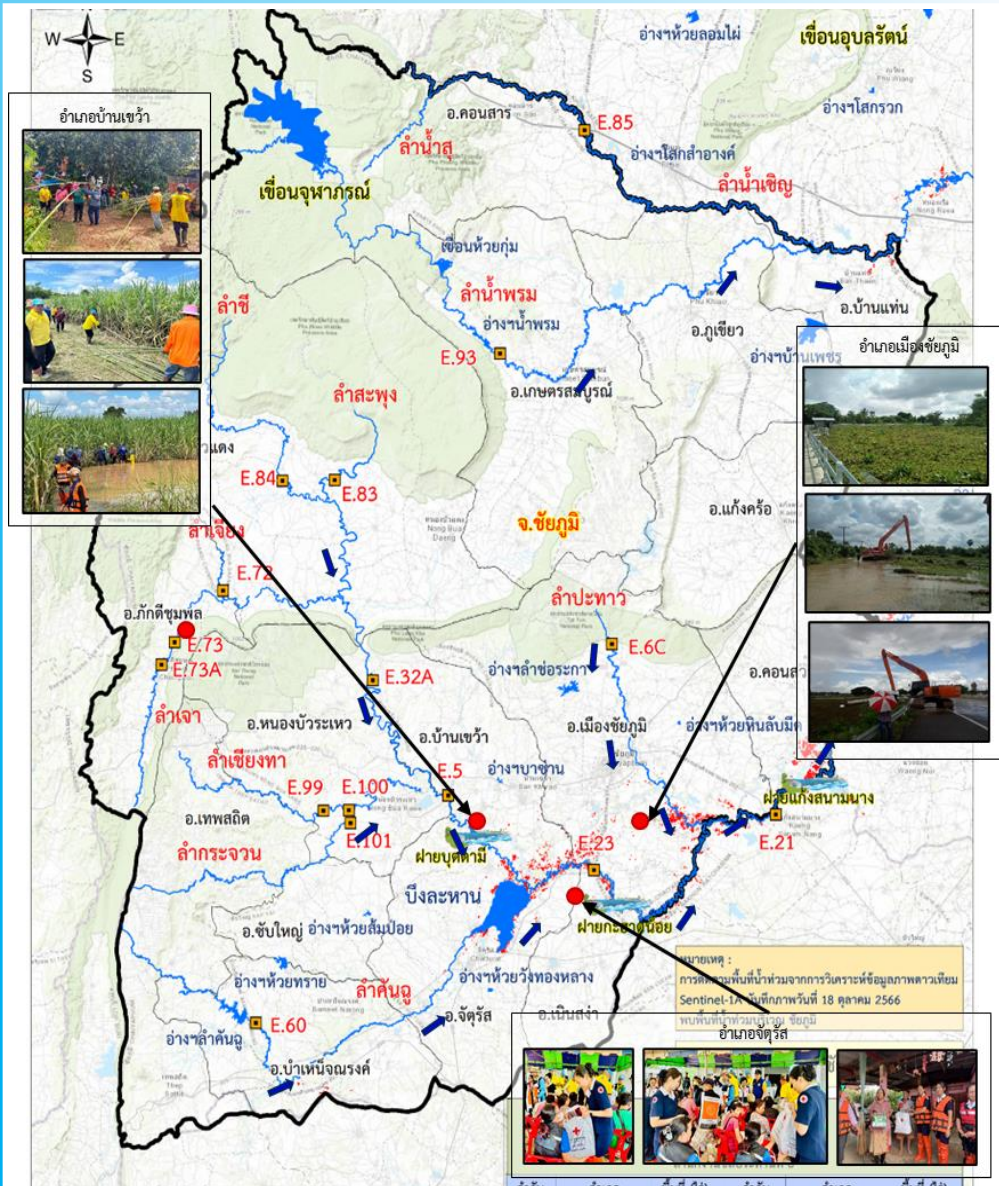 W E
S
อ่างฯห้วยลอมไผ่
เขื่อนอุบลรัตน์
อำเภอบ้านเขว้า
อ.คอนสาร
E.85
อ่างฯโสกรวก
ลำน้ำสุ
อ่างฯโสกสำองค์
ลำน้ำเชิญ
เขื่อนจุฬาภรณ์
เขื่อนห้วยกุ่ม
ลำน้ำพรม
ลำชี
อ่างฯน้ำพรม
อ.ภูเขียว
อ.บ้านแท่น
E.93
อ่างฯบ้านเพชร
อำเภอเมืองชัยภูมิ
อ.เกษตรสมบูรณ์
ลำสะพุง
E.84
E.83
อ.แก้งคร้อ
จ.ชัยภูมิ
ลำเจียง
E.72
อ.ภักดีชุมพล
ลำปะทาว
E.73
E.6C
E.73A
อ่างฯลำช่อระกา
E.32A
ลำเจา
อ.หนองบัวระเหว
อ.บ้านเขว้า
อ.เมืองชัยภูมิ
อ่างฯห้วยหินลับมีด
ลำเชียงทา
อ่างฯบาซ่าน
E.99
E.100
E.5
ฝายแก้งสนามนาง
อ.เทพสถิต
E.101
E.21
ลำกระจวน
ฝายบุตตามี
E.23
บึงละหาน
อ.ซับใหญ่
อ่างฯห้วยส้มป่อย
ฝายกะฮาดน้อย
อ่างฯห้วยทราย
ลำคันฉู
อ่างฯห้วยวังทองหลาง
หมายเหตุ :
การติดตามพื้นที่น้ำท่วมจากการวิเคราะห์ข้อมูลภาพดาวเทียม
Sentinel-1A บันทึกภาพวันที่ 18 ตุลาคม 2566
พบพื้นที่น้ำท่วมบริเวณ ชัยภูมิ
E.60
อ.จัตุรัส
อ.เนินสง่า
อ่างฯลำคันฉู
อำเภอจัตุรัส
อ.บำเหน็จณรงค์